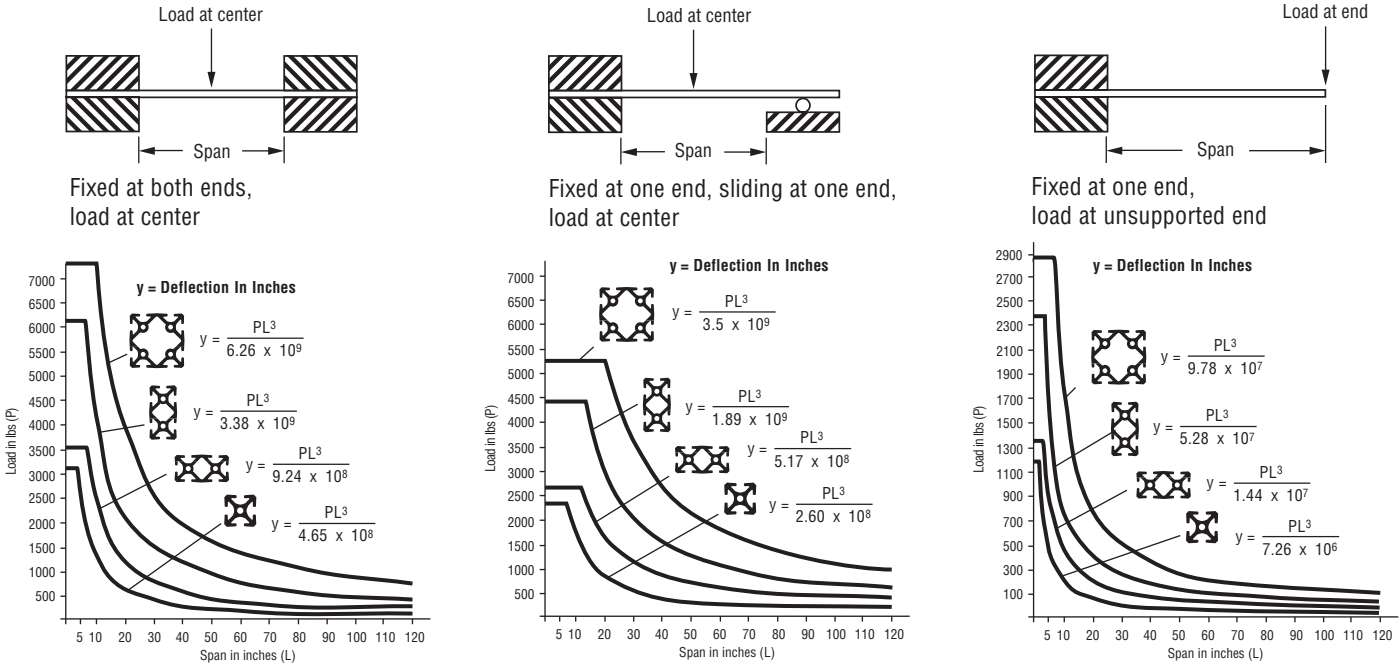 Load at center
Span
Fixed at both ends,
load at center
Load in lbs (P)
7000
6500
6000
5500
5000
4500
4000
3500
3000
2500
2000
1500
1000
500
y = Deflection In Inches
y = PL³
6.26 x 10⁹
y = PL³
3.38 x 10⁹
y = PL³
9.24 x 10⁸
y = PL³
4.65 x 10⁸
5 10 20 30 40 50 60 70 80 90 100 110 120
Span in inches (L)
Load at center
Span
Fixed at one end, sliding at one end,
load at center
Load in lbs (P)
7000
6500
6000
5500
5000
4500
4000
3500
3000
2500
2000
1500
1000
500
y = Deflection In Inches
y = PL³
3.5 x 10⁹
y = PL³
1.89 x 10⁹
y = PL³
5.17 x 10⁸
y = PL³
2.60 x 10⁸
5 10 20 30 40 50 60 70 80 90 100 110 120
Span in inches (L)
Load at end
Span
Fixed at one end,
load at unsupported end
Load in lbs (P)
2900
2700
2500
2300
2100
1900
1700
1500
1300
1100
900
700
500
300
100
y = Deflection In Inches
y = PL³
9.78 x 10⁷
y = PL³
5.28 x 10⁷
y = PL³
1.44 x 10⁷
y = PL³
7.26 x 10⁶
5 10 20 30 40 50 60 70 80 90 100 110 120
Span in inches (L)